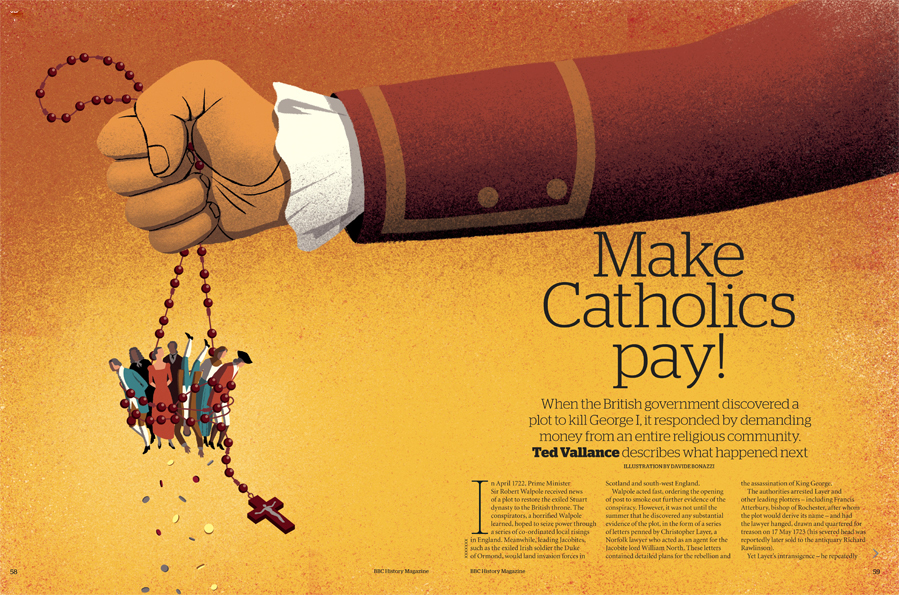 Make
Catholics
pay!
When the British government discovered a
plot to kill George I, it responded by demanding
money from an entire religious community.
Ted Vallance describes what happened next
ILLUSTRATION BY DAVIDE BONAZZI
In April 1722, Prime Minister
Sir Robert Walpole received news
of a plot to restore the exiled Stuart
dynasty to the British throne. The
conspirators, a horrified Walpole
learned, hoped to seize power through
a series of co-ordinated local risings
in England. Meanwhile, leading Jacobites,
such as the exiled Irish soldier the Duke
of Ormond, would land invasion forces in
Scotland and south-west England.
Walpole acted fast, ordering the opening
of post to smoke out further evidence of the
conspiracy. However, it was not until the
summer that he discovered any substantial
evidence of the plot, in the form of a series
of letters penned by Christopher Layer, a
Norfolk lawyer who acted as an agent for the
Jacobite lord William North. These letters
contained detailed plans for the rebellion and
the assassination of King George.
The authorities arrested Layer and
other leading plotters – including Francis
Atterbury, bishop of Rochester, after whom
the plot would derive its name – and had
the lawyer hanged, drawn and quartered for
treason on 17 May 1723 (his severed head was
reportedly later sold to the antiquary Richard
Rawlinson).
Yet Layer's intransigence – he repeatedly
58
BBC History Magazine
BBC History Magazine
59